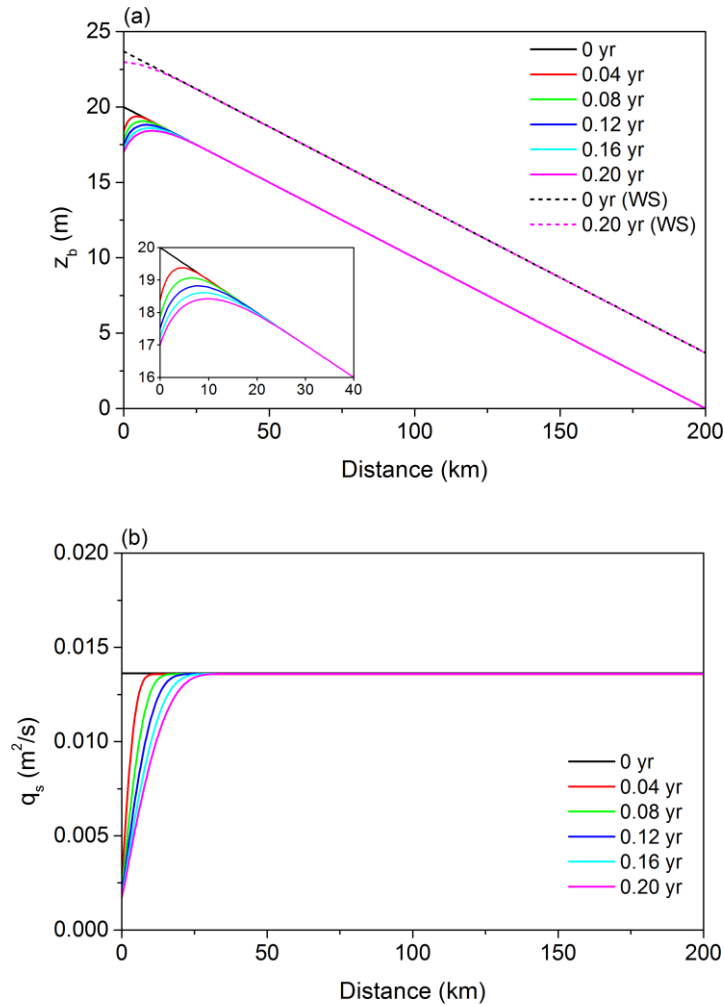 (a)
25
20
15
10
5
0
z_b (m)
0 yr
0.04 yr
0.08 yr
0.12 yr
0.16 yr
0.20 yr
0 yr (WS)
0.20 yr (WS)
20
19
18
17
16
0 10 20 30 40
0 50 100 150 200
Distance (km)
(b)
0.020
0.015
0.010
0.005
0.000
q_s (m²/s)
0 yr
0.04 yr
0.08 yr
0.12 yr
0.16 yr
0.20 yr
0 50 100 150 200
Distance (km)